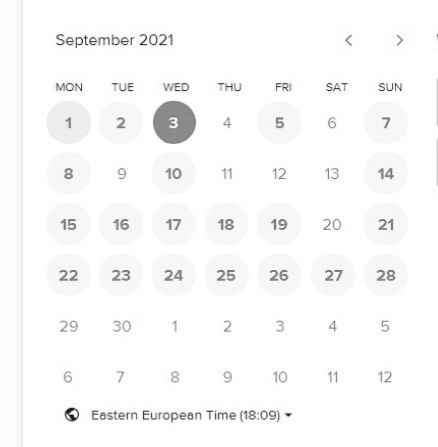 September 2021
MON TUE WED THU FRI SAT SUN
1 2 3 4 5 6 7
8 9 10 11 12 13 14
15 16 17 18 19 20 21
22 23 24 25 26 27 28
29 30 1 2 3 4 5
6 7 8 9 10 11 12
Eastern European Time (18:09)